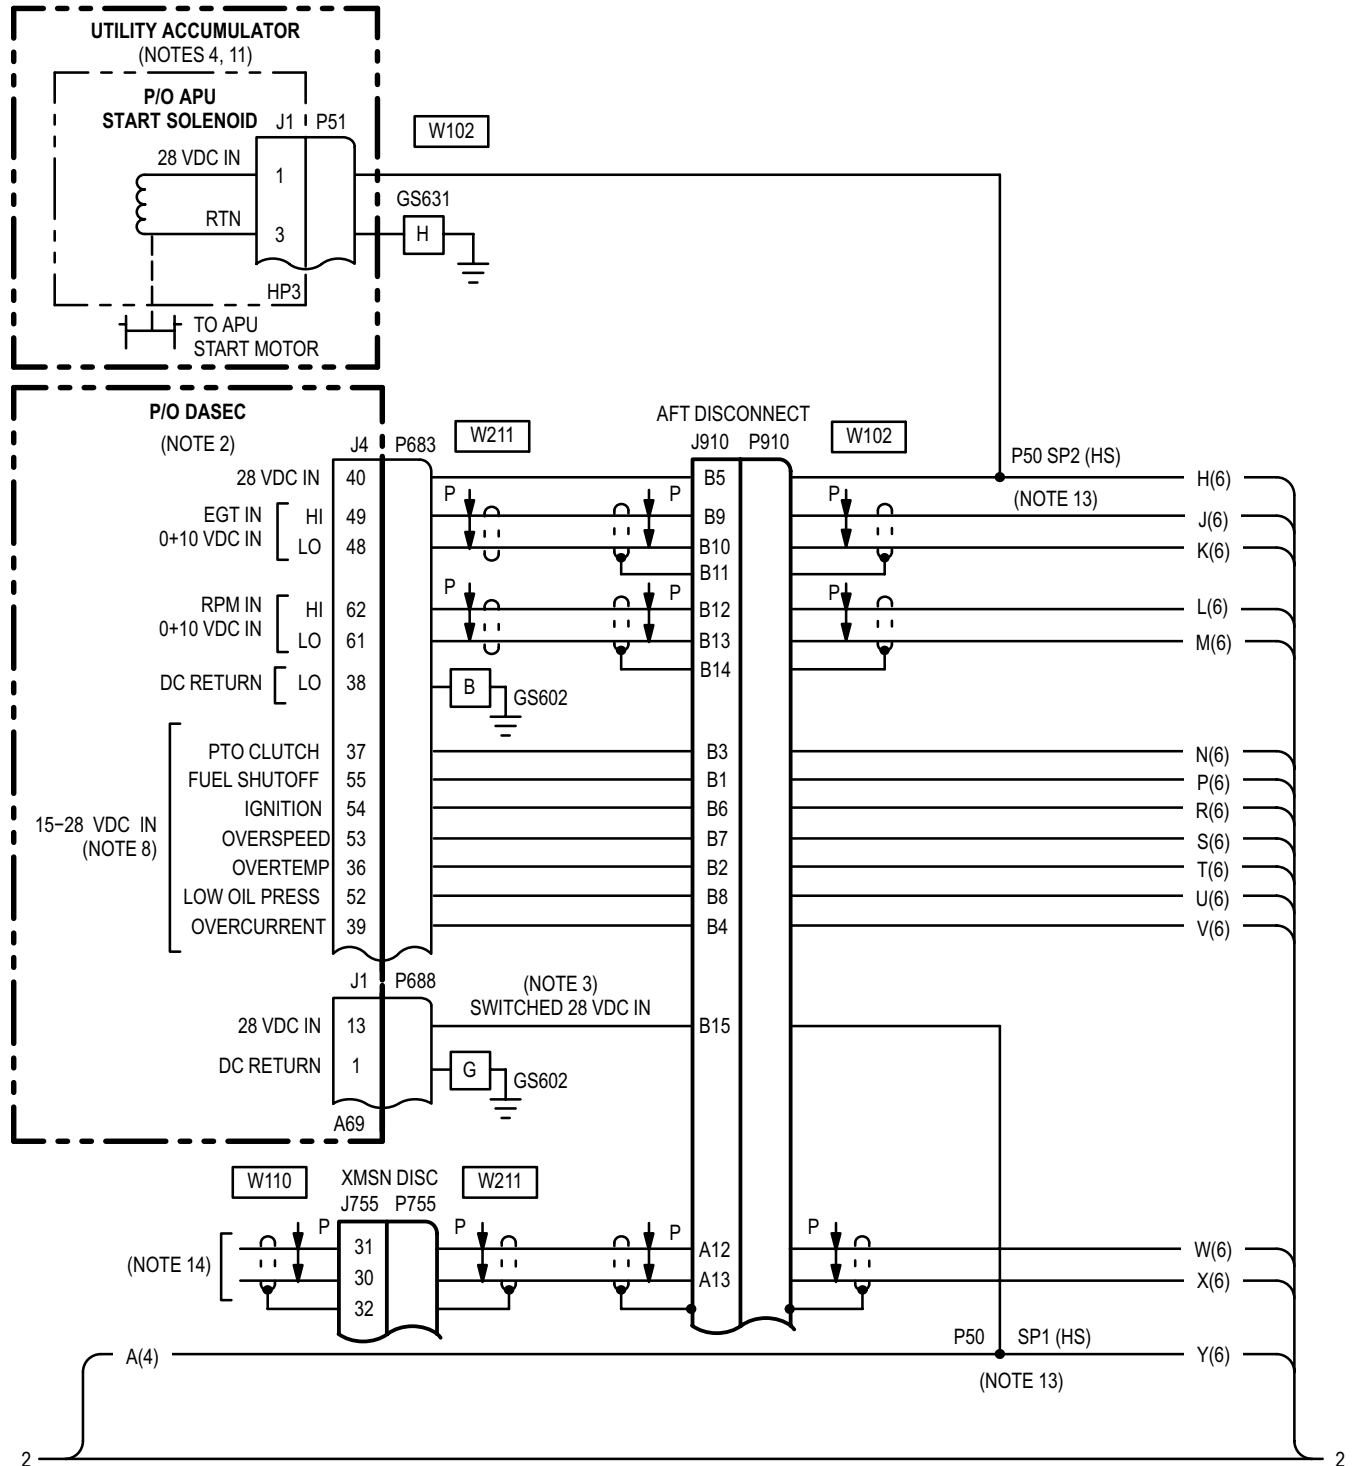 UTILITY ACCUMULATOR
(NOTES 4, 11)
P/O APU
START SOLENOID
J1 P51
W102
28 VDC IN
1
GS631
RTN
3
H
HP3
TO APU
START MOTOR
P/O DASEC
(NOTE 2)
J4 P683
W211
AFT DISCONNECT
J910 P910
W102
P50 SP2 (HS)
(NOTE 13)
28 VDC IN 40 B5 H(6)
P P P
EGT IN HI 49 B9 J(6)
0+10 VDC IN LO 48 B10 K(6)
B11
P P P
RPM IN HI 62 B12 L(6)
0+10 VDC IN LO 61 B13 M(6)
B14
DC RETURN LO 38 B GS602
15−28 VDC IN
(NOTE 8)
PTO CLUTCH 37 B3 N(6)
FUEL SHUTOFF 55 B1 P(6)
IGNITION 54 B6 R(6)
OVERSPEED 53 B7 S(6)
OVERTEMP 36 B2 T(6)
LOW OIL PRESS 52 B8 U(6)
OVERCURRENT 39 B4 V(6)
J1 P688
(NOTE 3)
SWITCHED 28 VDC IN
28 VDC IN 13 B15
DC RETURN 1 G GS602
A69
W110
XMSN DISC
J755 P755
W211
P P P P
(NOTE 14)
31 A12 W(6)
30 A13 X(6)
32
P50 SP1 (HS)
A(4) Y(6)
(NOTE 13)
2 2